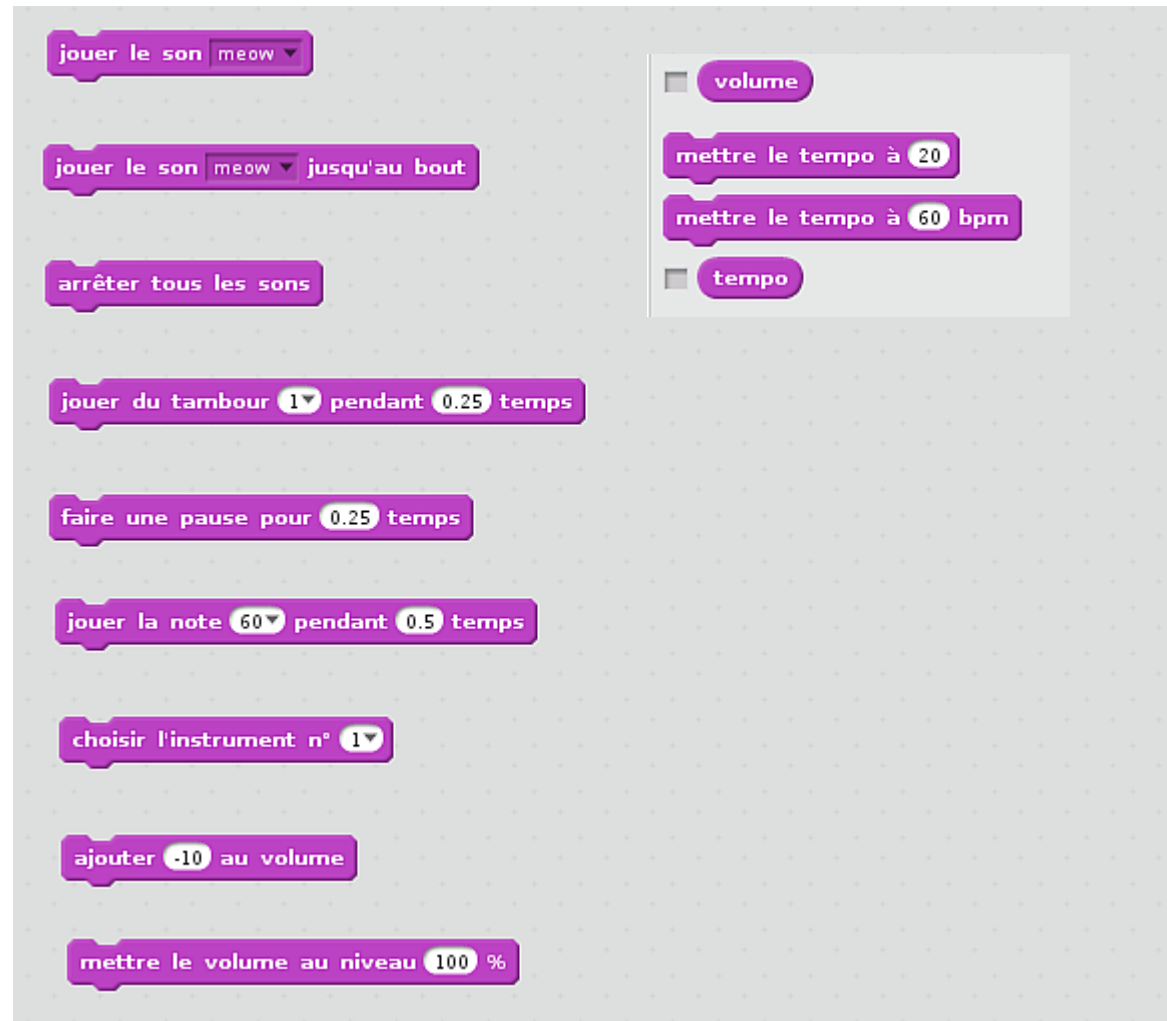 jouer le son meow
jouer le son meow jusqu'au bout
arrêter tous les sons
jouer du tambour 1 pendant 0.25 temps
faire une pause pour 0.25 temps
jouer la note 60 pendant 0.5 temps
choisir l'instrument n° 1
ajouter -10 au volume
mettre le volume au niveau 100 %
volume
mettre le tempo à 20
mettre le tempo à 60 bpm
tempo